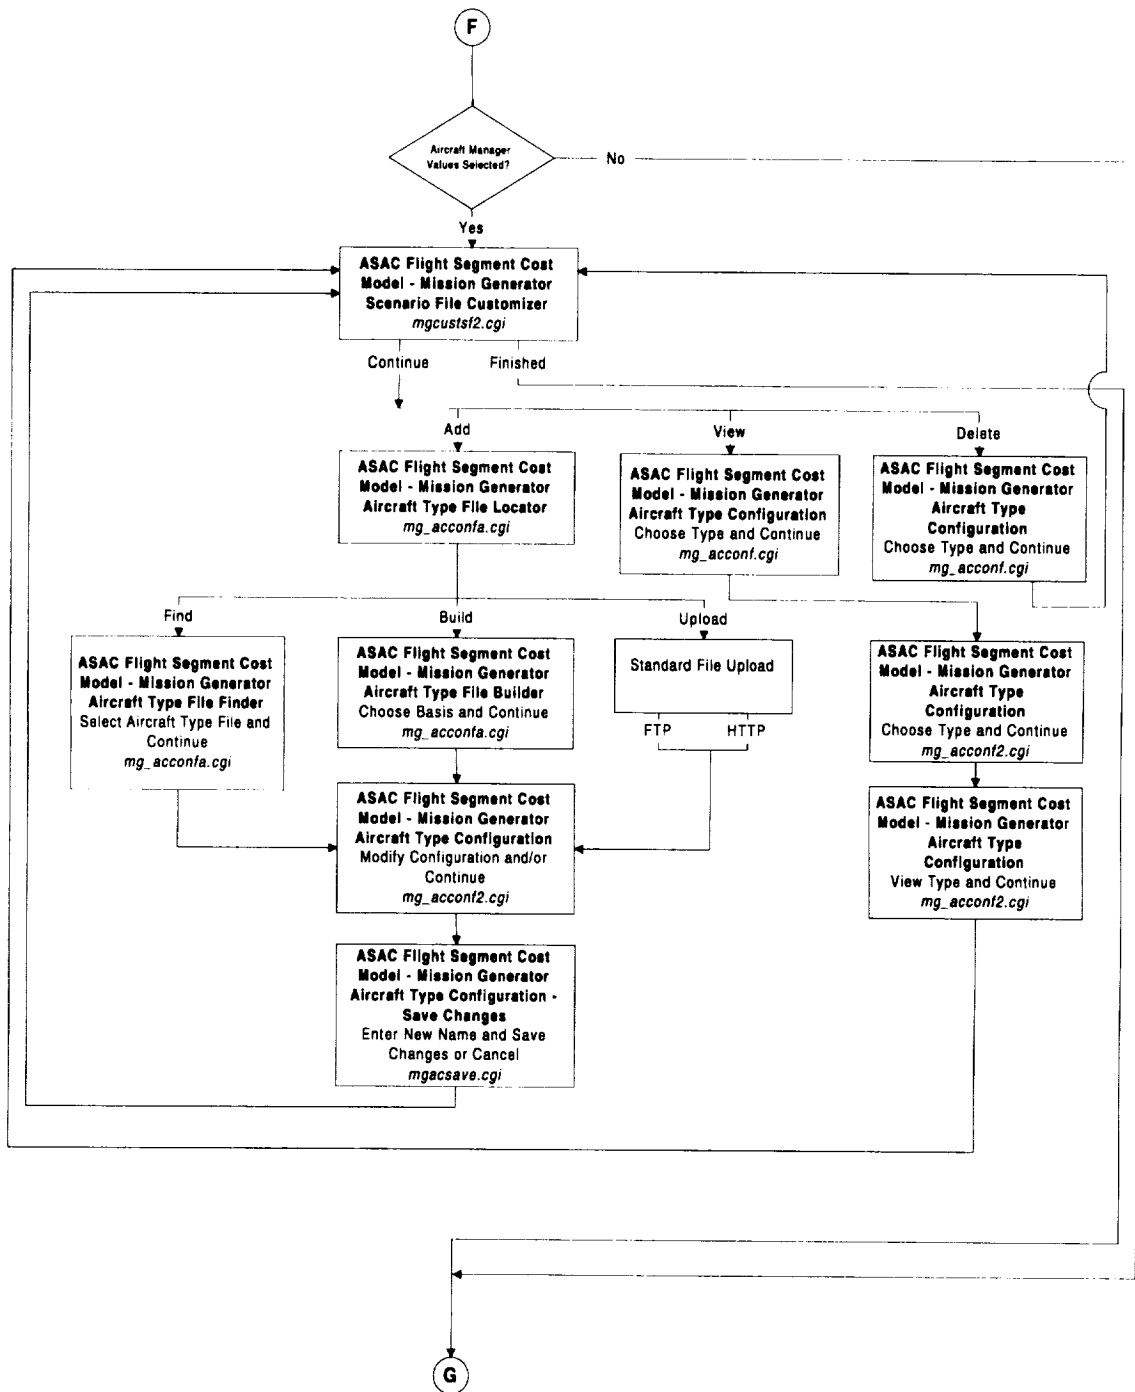 F
Aircraft Manager
Values Selected?
No
Yes
ASAC Flight Segment Cost
Model - Mission Generator
Scenario File Customizer
mgcustsf2.cgi
Continue
Finished
Add
View
Delete
ASAC Flight Segment Cost
Model - Mission Generator
Aircraft Type File Locator
mg_acconfa.cgi
ASAC Flight Segment Cost
Model - Mission Generator
Aircraft Type Configuration
Choose Type and Continue
mg_acconf.cgi
ASAC Flight Segment Cost
Model - Mission Generator
Aircraft Type
Configuration
Choose Type and Continue
mg_acconf.cgi
Find
Build
Upload
ASAC Flight Segment Cost
Model - Mission Generator
Aircraft Type File Finder
Select Aircraft Type File and
Continue
mg_acconfa.cgi
ASAC Flight Segment Cost
Model - Mission Generator
Aircraft Type File Builder
Choose Basis and Continue
mg_acconfa.cgi
Standard File Upload
FTP
HTTP
ASAC Flight Segment Cost
Model - Mission Generator
Aircraft Type
Configuration
Choose Type and Continue
mg_acconf2.cgi
ASAC Flight Segment Cost
Model - Mission Generator
Aircraft Type Configuration
Modify Configuration and/or
Continue
mg_acconf2.cgi
ASAC Flight Segment Cost
Model - Mission Generator
Aircraft Type
Configuration
View Type and Continue
mg_acconf2.cgi
ASAC Flight Segment Cost
Model - Mission Generator
Aircraft Type Configuration -
Save Changes
Enter New Name and Save
Changes or Cancel
mgacsave.cgi
G